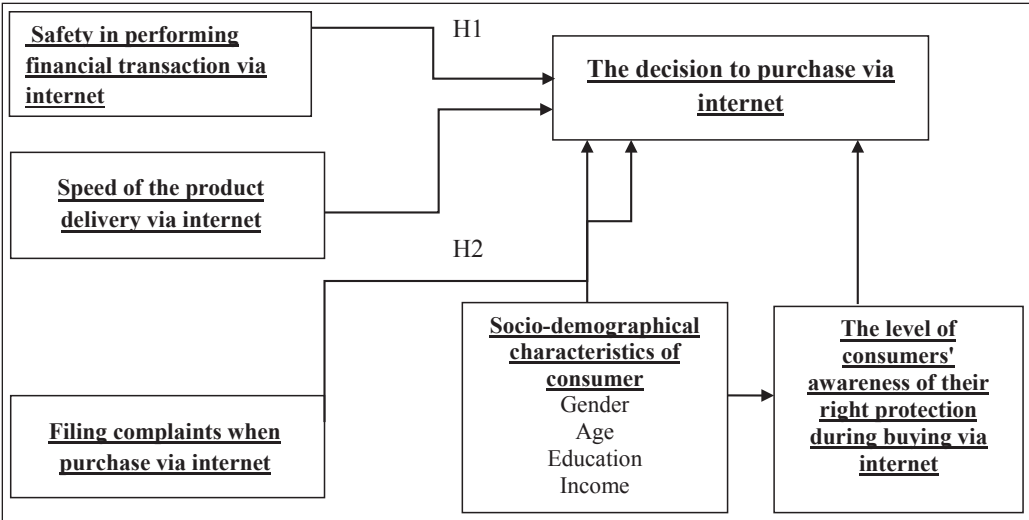 Safety in performing
financial transaction via
internet
H1
The decision to purchase via
internet
Speed of the product
delivery via internet
H2
Filing complaints when
purchase via internet
Socio-demographical
characteristics of
consumer
Gender
Age
Education
Income
The level of
consumers'
awareness of their
right protection
during buying via
internet